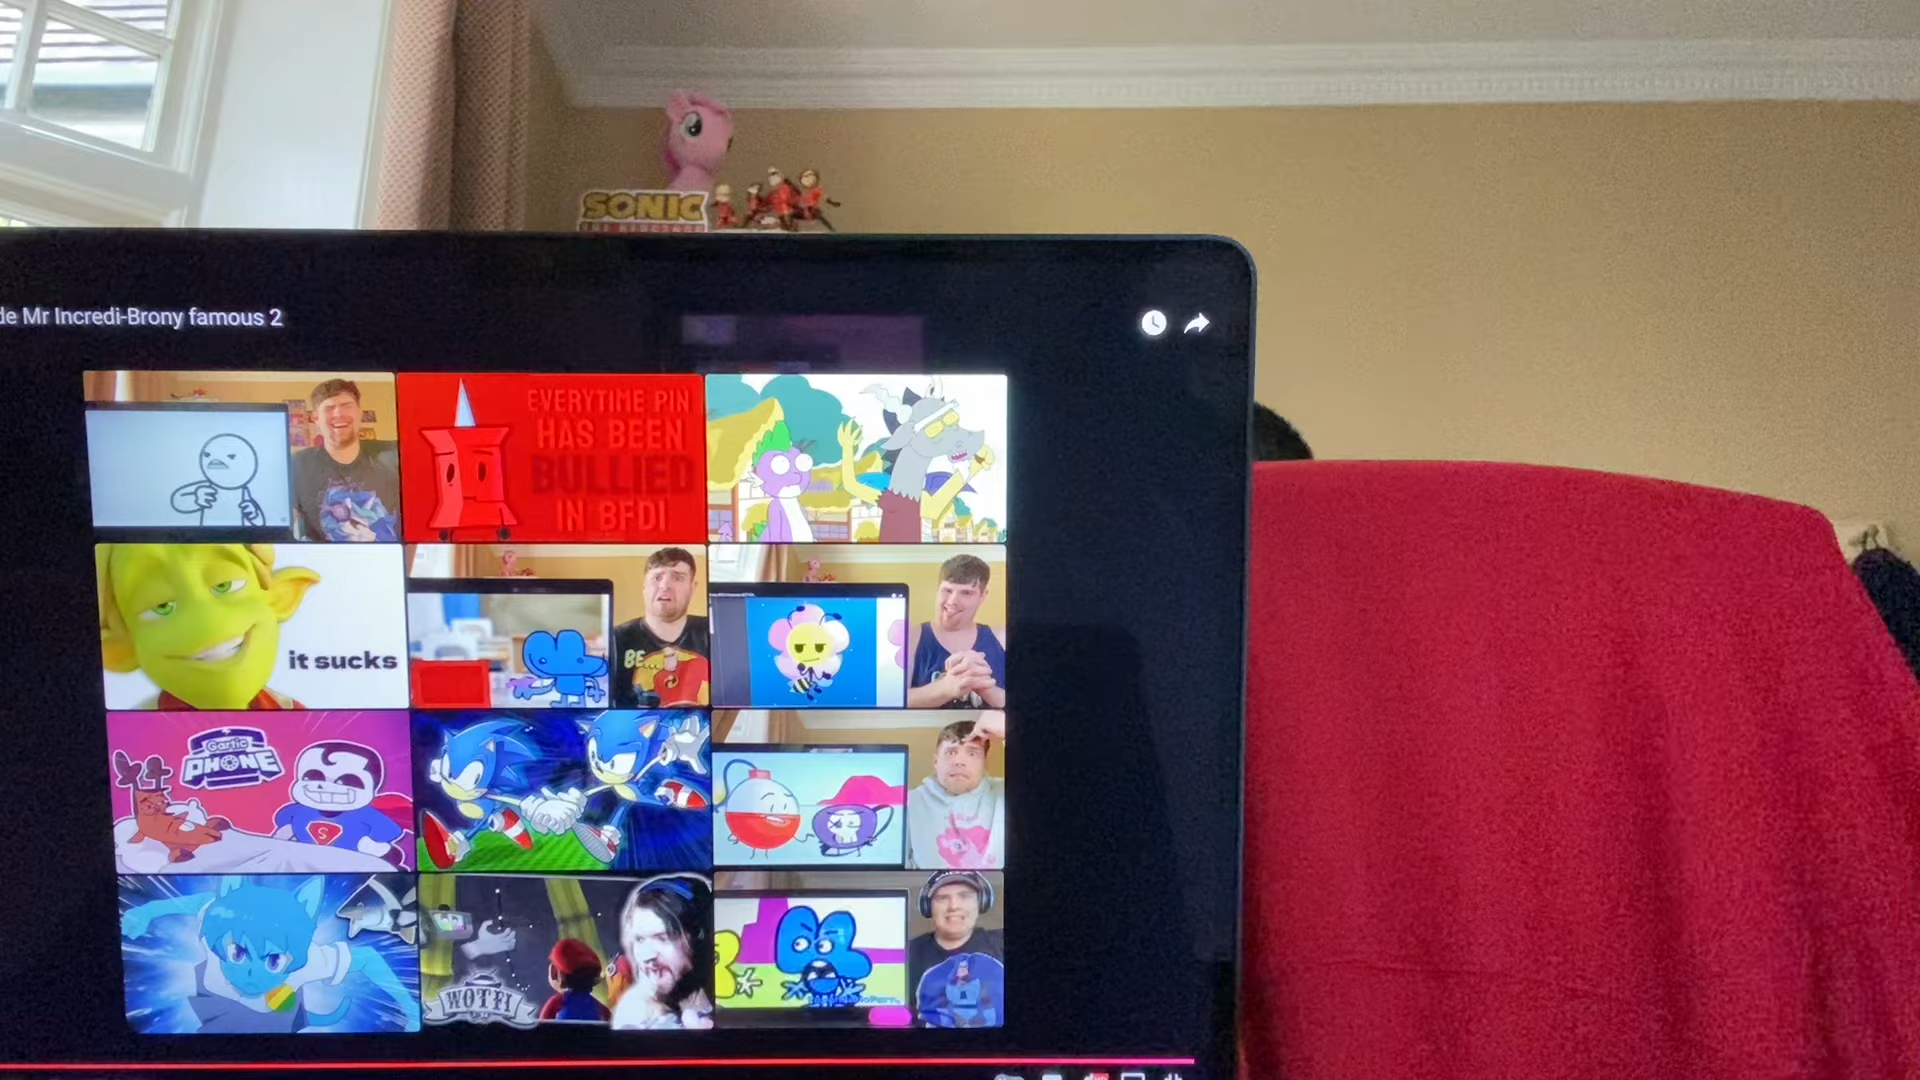 SONIC
de Mr Incredi-Brony famous 2
EVERYTIME PIN
HAS BEEN
BULLIED
IN BFDI
it sucks
BE...
Gartic
PHONE
S
WOTFI